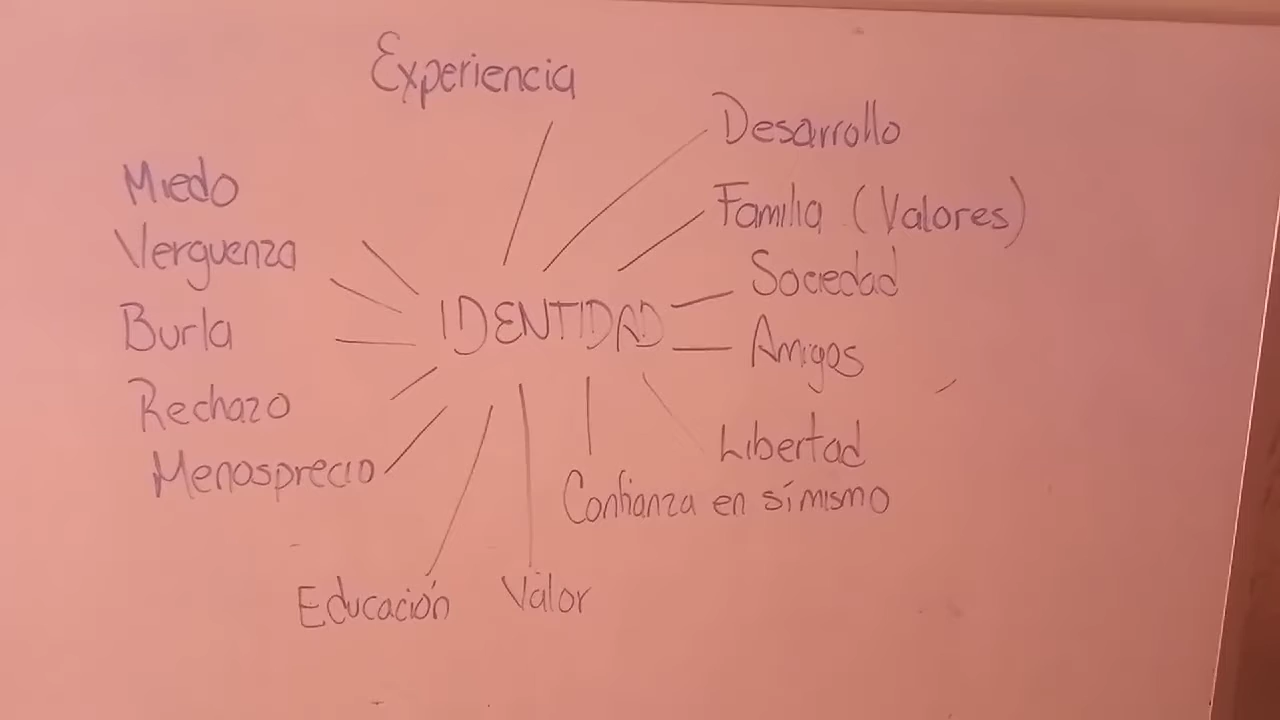 Experiencia
Desarrollo
Miedo
Familia (Valores)
Verguenza
Sociedad
IDENTIDAD
Burla
Amigos
Rechazo
Libertad
Menosprecio
Confianza en sí mismo
Educación
Valor